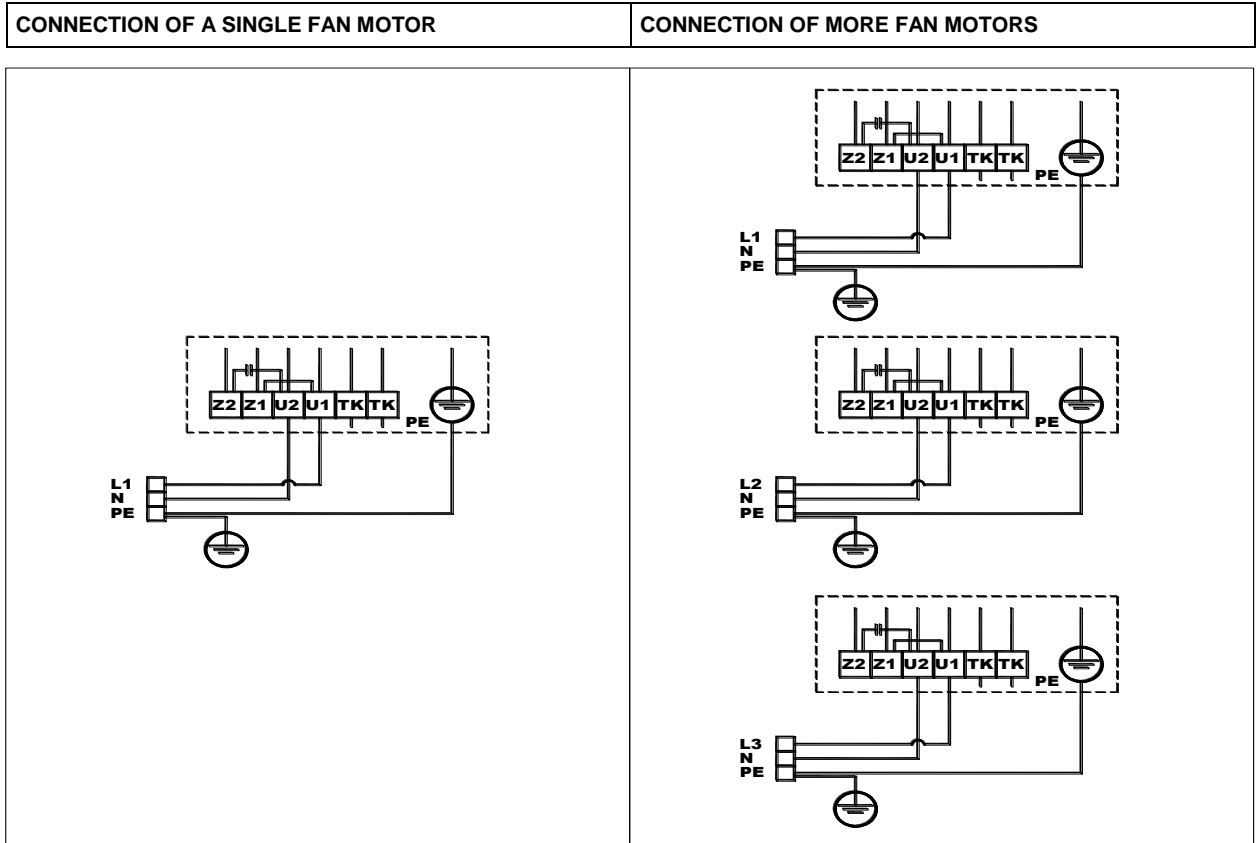 CONNECTION OF A SINGLE FAN MOTOR
CONNECTION OF MORE FAN MOTORS
Z2 Z1 U2 U1 TK TK
PE
L1
N
PE
Z2 Z1 U2 U1 TK TK
PE
L1
N
PE
Z2 Z1 U2 U1 TK TK
PE
L2
N
PE
Z2 Z1 U2 U1 TK TK
PE
L3
N
PE